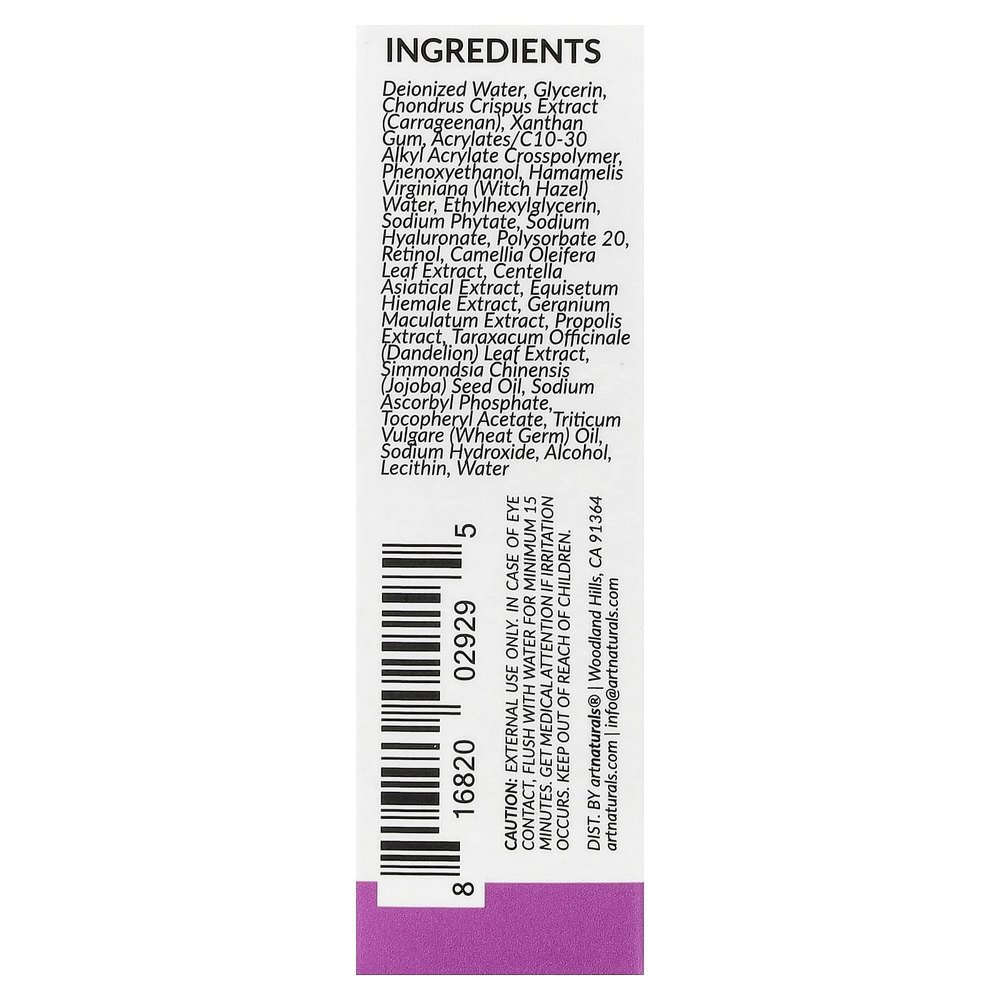 INGREDIENTS
Deionized Water, Glycerin,
Chondrus Crispus Extract
(Carrageenan), Xanthan
Gum, Acrylates/C10-30
Alkyl Acrylate Crosspolymer,
Phenoxyethanol, Hamamelis
Virginiana (Witch Hazel)
Water, Ethylhexylglycerin,
Sodium Phytate, Sodium
Hyaluronate, Polysorbate 20,
Retinol, Camellia Oleifera
Leaf Extract, Centella
Asiatical Extract, Equisetum
Hiemale Extract, Geranium
Maculatum Extract, Propolis
Extract, Taraxacum Officinale
(Dandelion) Leaf Extract,
Simmondsia Chinensis
(Jojoba) Seed Oil, Sodium
Ascorbyl Phosphate,
Tocopheryl Acetate, Triticum
Vulgare (Wheat Germ) Oil,
Sodium Hydroxide, Alcohol,
Lecithin, Water
8 16820 02929 5
CAUTION: EXTERNAL USE ONLY. IN CASE OF EYE
CONTACT, FLUSH WITH WATER FOR MINIMUM 15
MINUTES. GET MEDICAL ATTENTION IF IRRITATION
OCCURS. KEEP OUT OF REACH OF CHILDREN.
DIST. BY artnaturals® | Woodland Hills, CA 91364
artnaturals.com | info@artnaturals.com